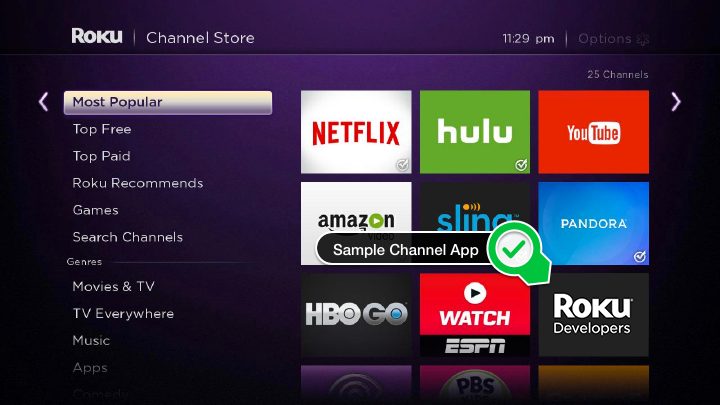 Roku
Channel Store
11:29 pm
Options
25 Channels
Most Popular
Top Free
Top Paid
Roku Recommends
Games
Search Channels
Genres
Movies & TV
TV Everywhere
Music
Apps
Comedy
NETFLIX
hulu
YouTube
amazon
sling
PANDORA
Sample Channel App
HBO GO
WATCH
ESPN
Roku
Developers
PBS